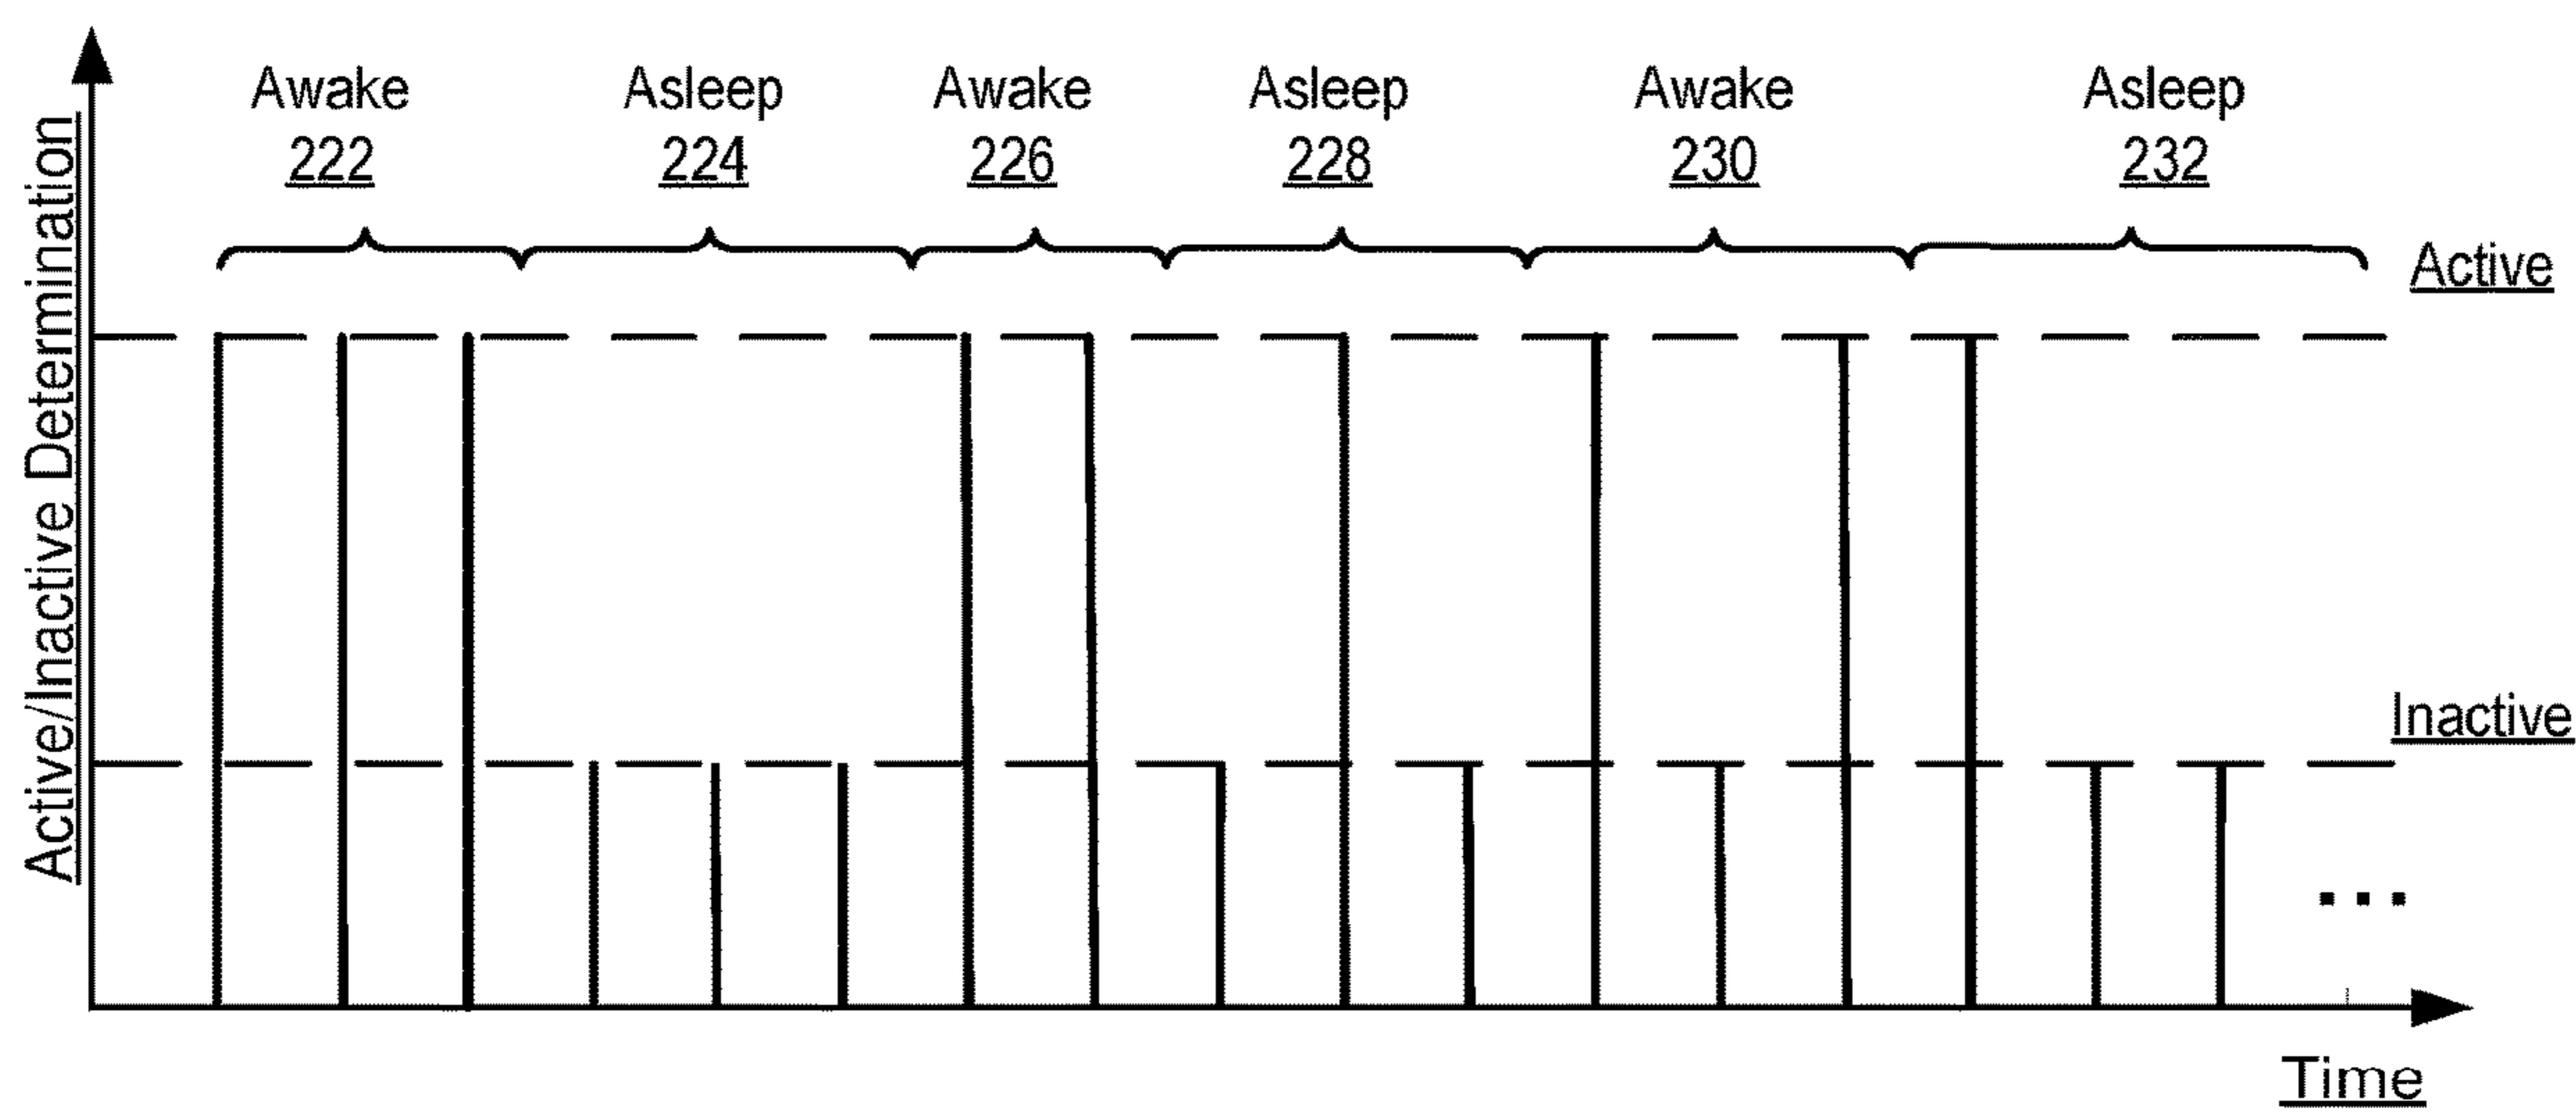 Awake
222
Asleep
224
Awake
226
Asleep
228
Awake
230
Asleep
232
Active/Inactive Determination
Active
Inactive
...
Time